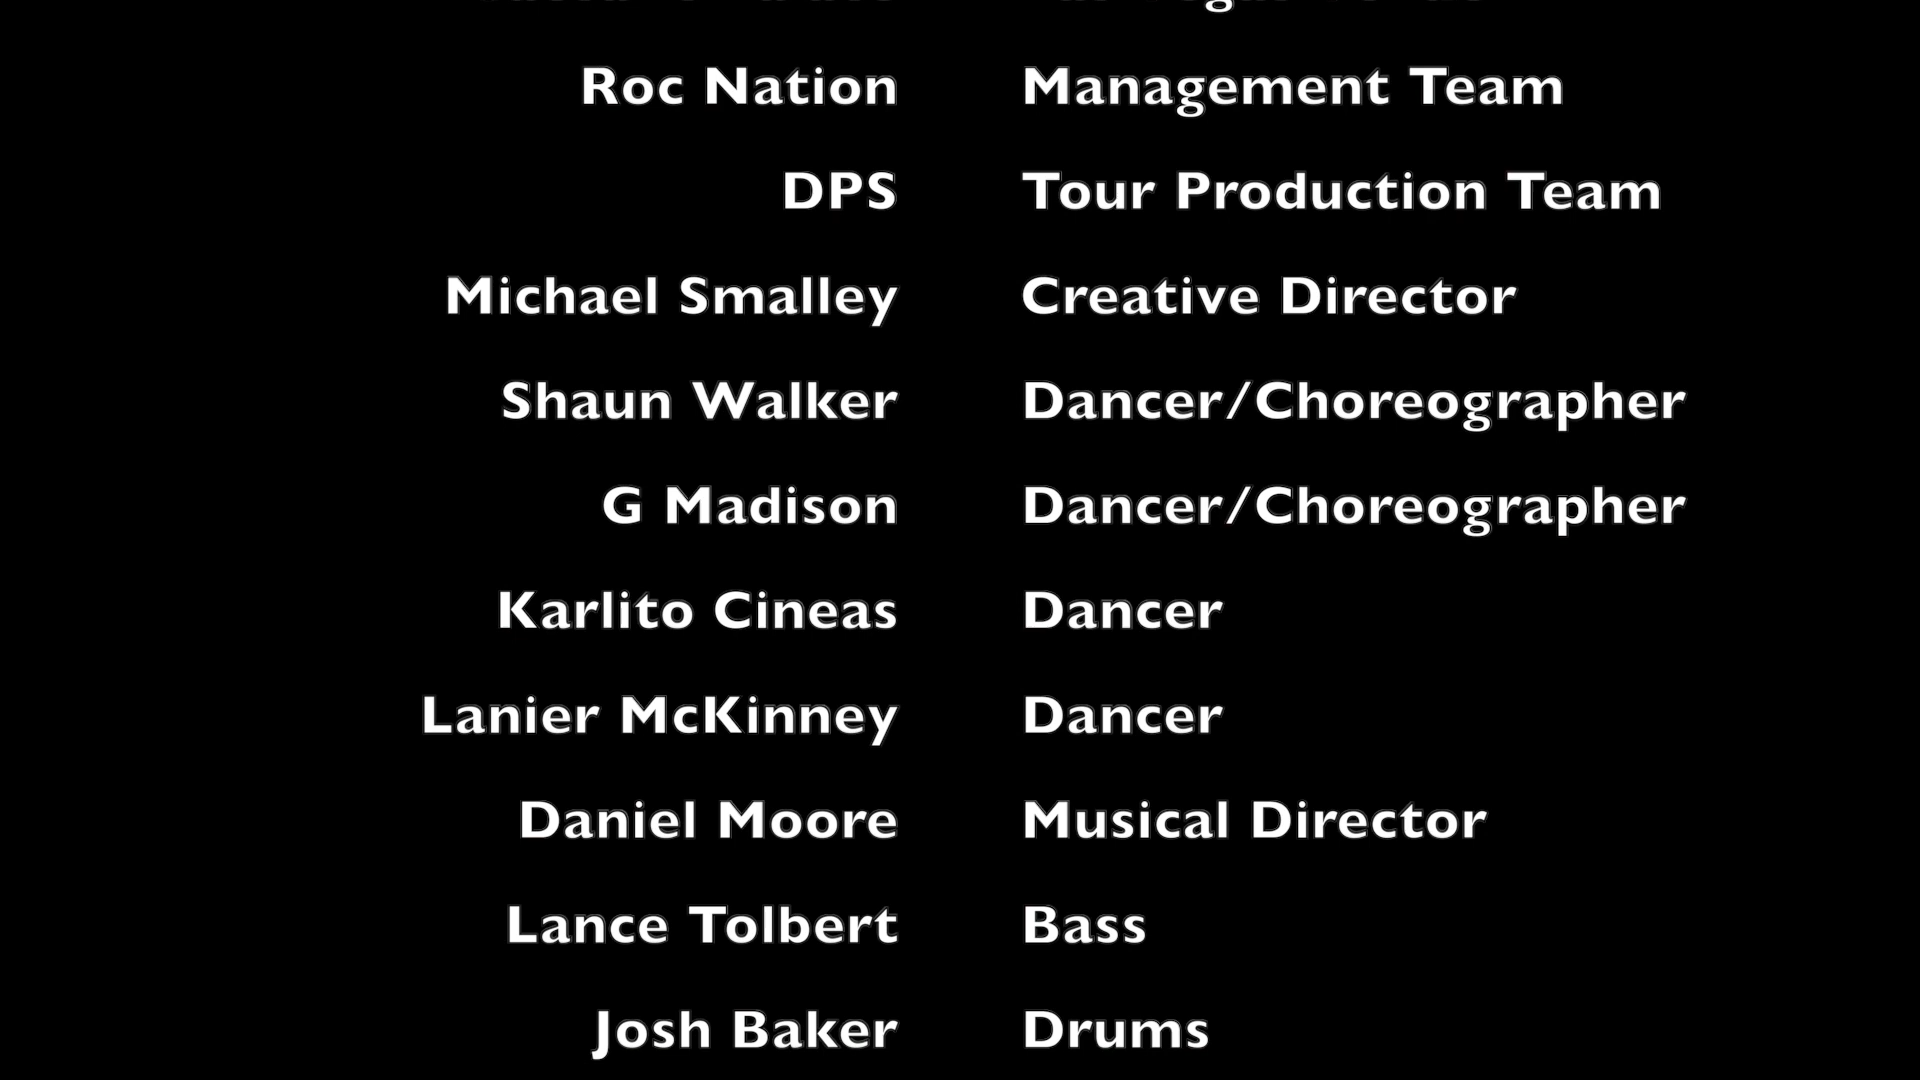 Roc Nation Management Team
DPS Tour Production Team
Michael Smalley Creative Director
Shaun Walker Dancer/Choreographer
G Madison Dancer/Choreographer
Karlito Cineas Dancer
Lanier McKinney Dancer
Daniel Moore Musical Director
Lance Tolbert Bass
Josh Baker Drums